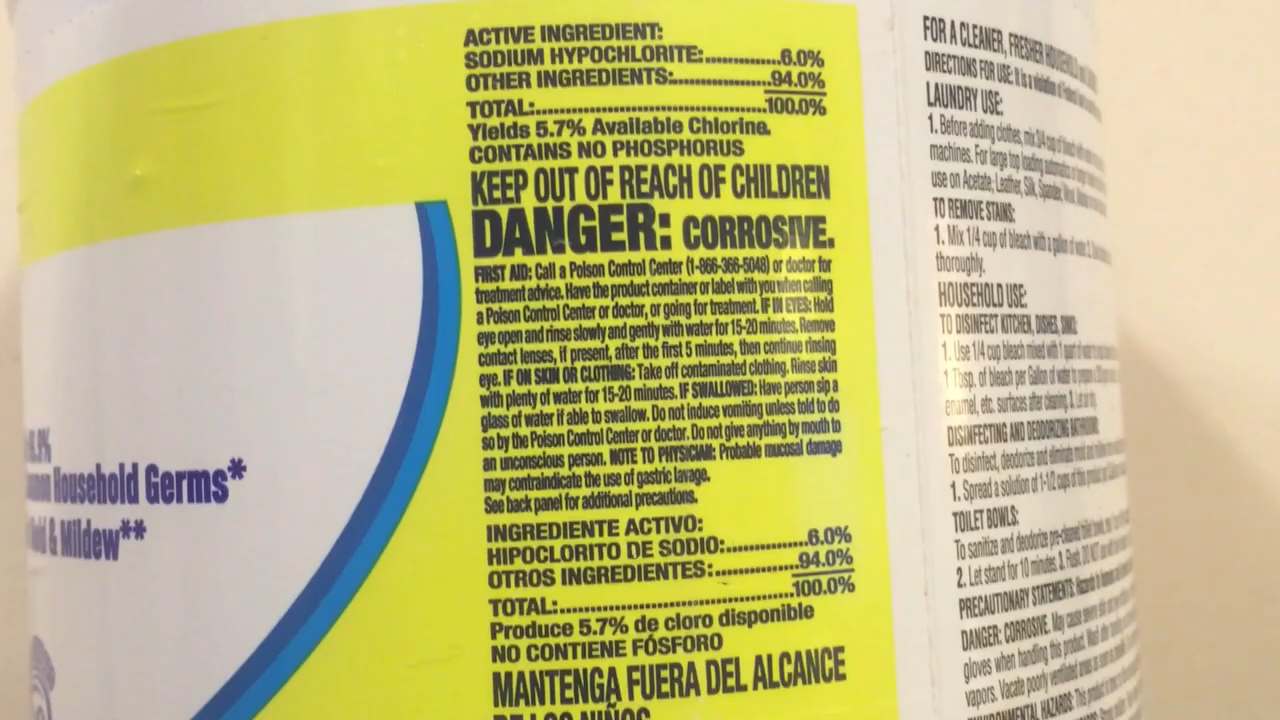 Household Germs*
& Mildew**
ACTIVE INGREDIENT:
SODIUM HYPOCHLORITE:..............6.0%
OTHER INGREDIENTS:..................94.0%
TOTAL:............................................100.0%
Yields 5.7% Available Chlorine.
CONTAINS NO PHOSPHORUS
KEEP OUT OF REACH OF CHILDREN
DANGER: CORROSIVE.
FIRST AID: Call a Poison Control Center (1-866-366-5048) or doctor for
treatment advice. Have the product container or label with you when calling
a Poison Control Center or doctor, or going for treatment. IF IN EYES: Hold
eye open and rinse slowly and gently with water for 15-20 minutes. Remove
contact lenses, if present, after the first 5 minutes, then continue rinsing
eye. IF ON SKIN OR CLOTHING: Take off contaminated clothing. Rinse skin
with plenty of water for 15-20 minutes. IF SWALLOWED: Have person sip a
glass of water if able to swallow. Do not induce vomiting unless told to do
so by the Poison Control Center or doctor. Do not give anything by mouth to
an unconscious person. NOTE TO PHYSICIAN: Probable mucosal damage
may contraindicate the use of gastric lavage.
See back panel for additional precautions.
INGREDIENTE ACTIVO:
HIPOCLORITO DE SODIO:..............6.0%
OTROS INGREDIENTES:..............94.0%
100.0%
TOTAL:........................................
Produce 5.7% de cloro disponible
NO CONTIENE FÓSFORO
MANTENGA FUERA DEL ALCANCE
DE LOS NIÑOS
FOR A CLEANER, FRESHER
DIRECTIONS FOR USE: It is a violation of
LAUNDRY USE:
1. Before adding clothes, mix 3/4 cup of bleach
machines. For large top loading
use on Acetate, Leather, Silk, Spandex, Wool,
TO REMOVE STAINS:
1. Mix 1/4 cup of bleach with a gallon of water 2.
thoroughly.
HOUSEHOLD USE:
TO DISINFECT KITCHEN, DISHES, SINKS:
1. Use 1/4 cup bleach mixed with 1 quart of
1 Tbsp. of bleach per Gallon of water to prepare
enamel, etc. surfaces after cleaning. 3. Let air dry.
DISINFECTING AND DEODORIZING
To disinfect, deodorize and eliminate
1. Spread a solution of 1-1/2 cups of this product
TOILET BOWLS:
To sanitize and deodorize pre-cleaned toilet
2. Let stand for 10 minutes. 3. Flush. DO NOT
PRECAUTIONARY STATEMENTS: Hazards to
DANGER: CORROSIVE. May cause severe skin
gloves when handling this product. Wash after
vapors. Vacate poorly ventilated areas as soon as
ENVIRONMENTAL HAZARDS: This product is